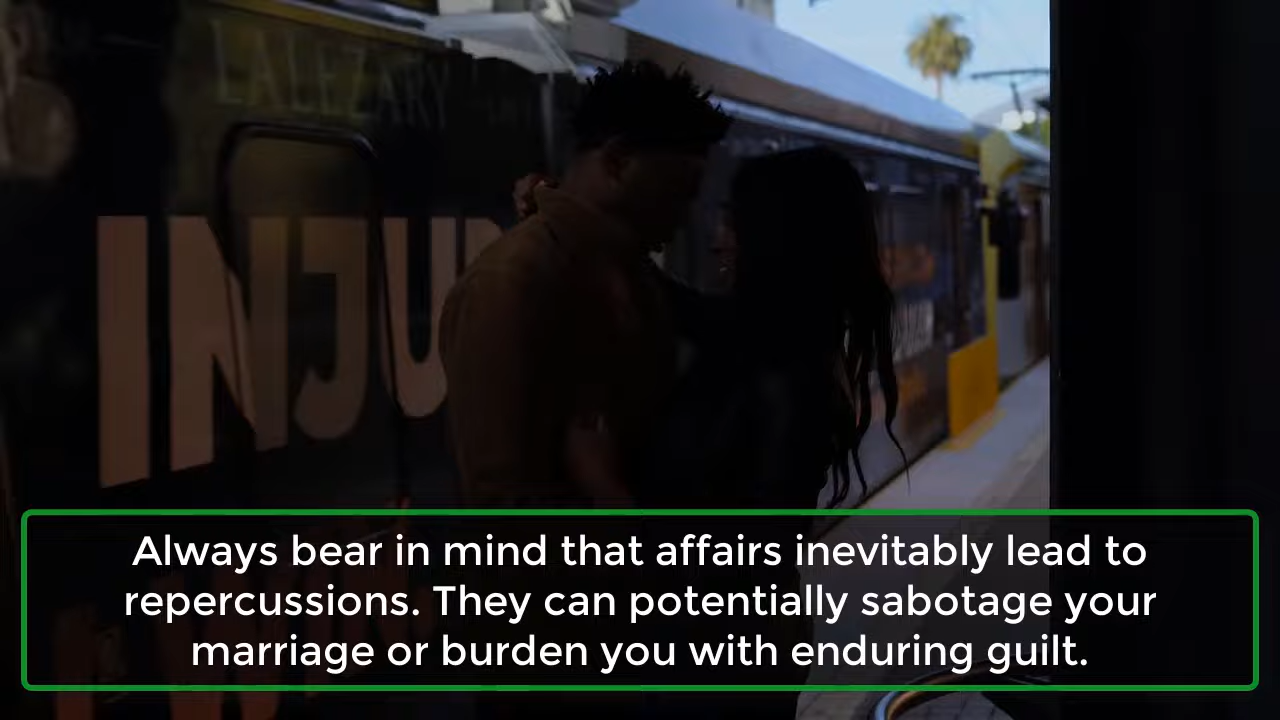 LALEZARY
INJU
Always bear in mind that affairs inevitably lead to
repercussions. They can potentially sabotage your
marriage or burden you with enduring guilt.